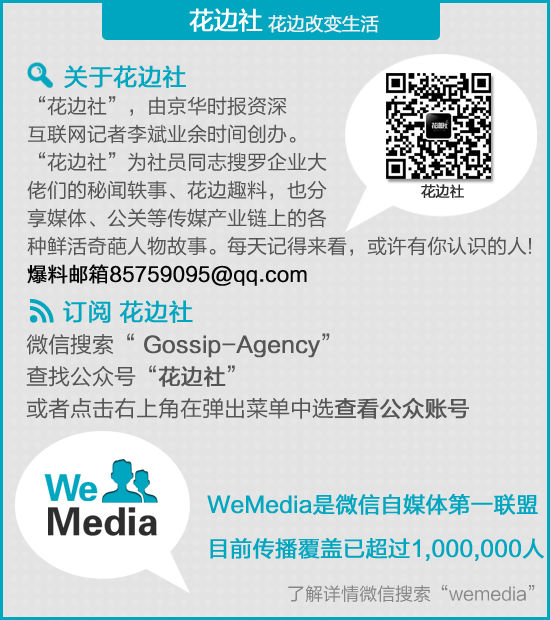 花边社 花边改变生活
关于花边社
“花边社”，由京华时报资深
互联网记者李斌业余时间创办。
“花边社”为社员同志搜罗企业大
佬们的秘闻轶事、花边趣料，也分
享媒体、公关等传媒产业链上的各
种鲜活奇葩人物故事。每天记得来看，或许有你认识的人!
爆料邮箱85759095@qq.com
花边社
花边社
订阅 花边社
微信搜索“ Gossip-Agency”
查找公众号“花边社”
或者点击右上角在弹出菜单中选查看公众账号
We
Media
WeMedia是微信自媒体第一联盟
目前传播覆盖已超过1,000,000人
了解详情微信搜索“wemedia”